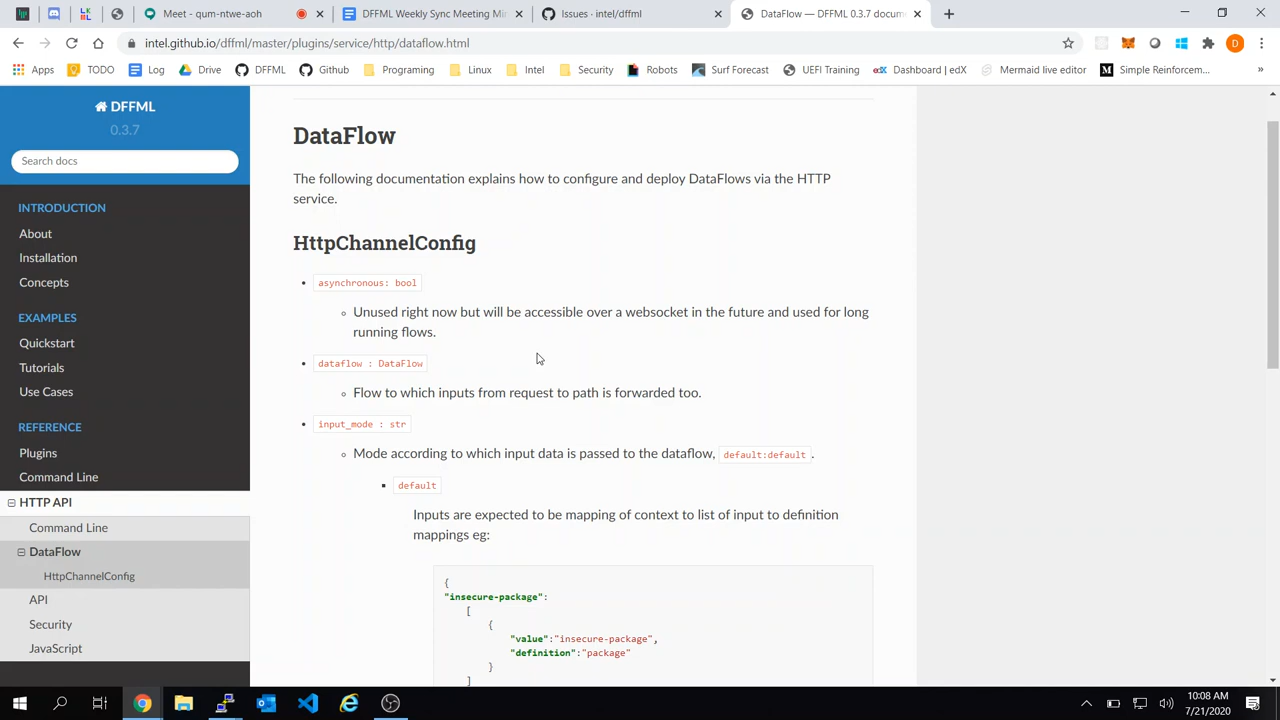 Meet - qum-ntwe-aoh
DFFML Weekly Sync Meeting Mi
Issues · intel/dffml
DataFlow — DFFML 0.3.7 docum
intel.github.io/dffml/master/plugins/service/http/dataflow.html
D
Apps
TODO
Log
Drive
DFFML
Github
Programing
Linux
Intel
Security
Robots
Surf Forecast
UEFI Training
Dashboard | edX
Mermaid live editor
Simple Reinforcem...
»
DFFML
0.3.7
Search docs
INTRODUCTION
About
Installation
Concepts
EXAMPLES
Quickstart
Tutorials
Use Cases
REFERENCE
Plugins
Command Line
HTTP API
Command Line
DataFlow
HttpChannelConfig
API
Security
JavaScript
DataFlow
The following documentation explains how to configure and deploy DataFlows via the HTTP
service.
HttpChannelConfig
asynchronous: bool
Unused right now but will be accessible over a websocket in the future and used for long
running flows.
dataflow : DataFlow
Flow to which inputs from request to path is forwarded too.
input_mode : str
Mode according to which input data is passed to the dataflow, default:default .
default
Inputs are expected to be mapping of context to list of input to definition
mappings eg:
{
"insecure-package":
[
{
"value":"insecure-package",
"definition":"package"
}
]
10:08 AM
7/21/2020